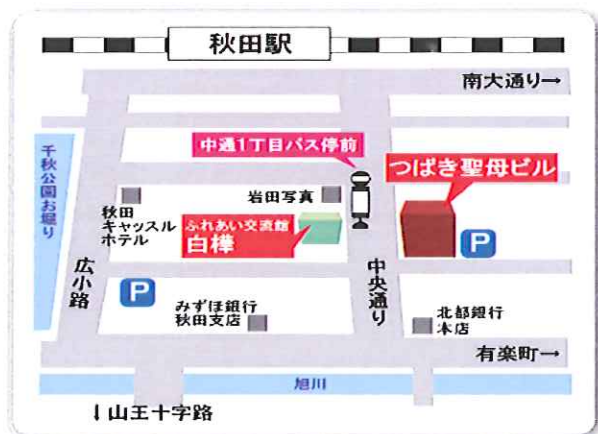 秋田駅
南大通り→
中通1丁目バス停前
つばき聖母ビル
千秋公園お堀り
岩田写真
秋田
キャッスル
ホテル
ふれあい交流館
白樺
P
広小路
中央通り
P
みずほ銀行
秋田支店
北都銀行
本店
有楽町→
旭川
↓山王十字路